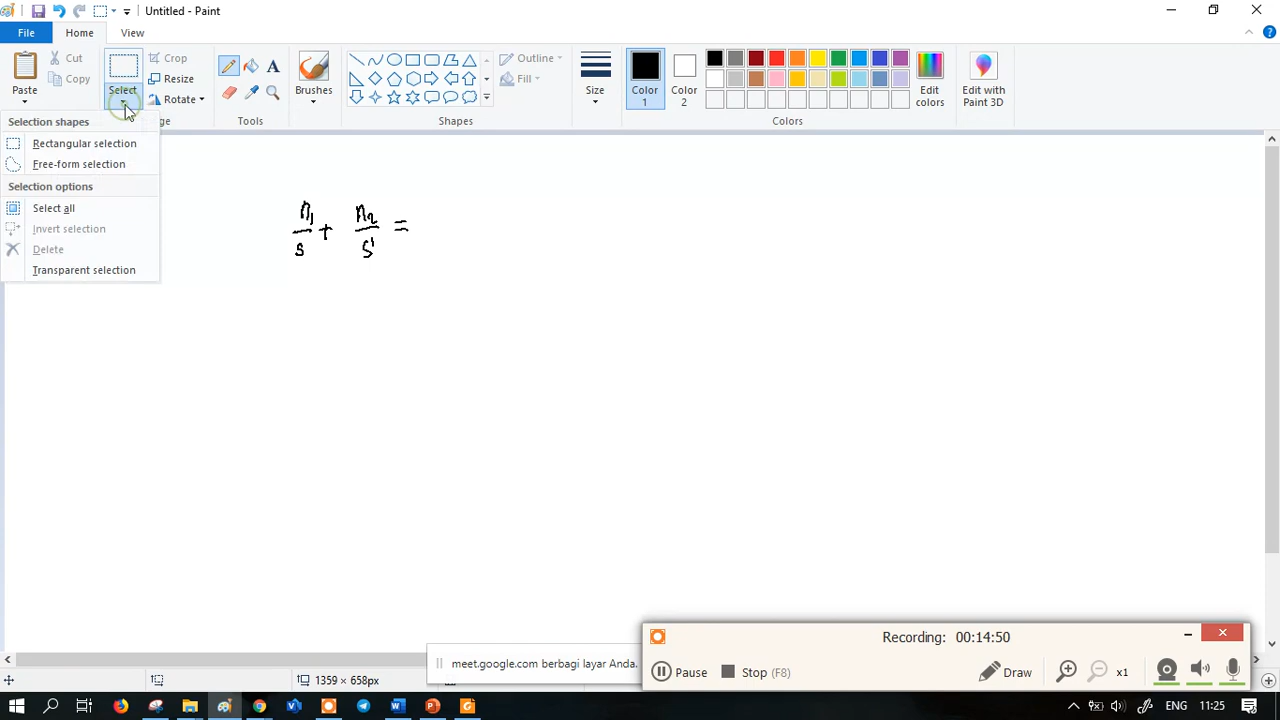 Untitled - Paint
File
Home
View
Paste
Cut
Copy
Select
Crop
Resize
Rotate
Brushes
Outline
Fill
Size
Color 1
Color 2
Edit colors
Edit with Paint 3D
ge
Tools
Shapes
Colors
Selection shapes
Rectangular selection
Free-form selection
Selection options
Select all
Invert selection
Delete
Transparent selection
n1/s + n2/s' =
Recording: 00:14:50
Pause
Stop (F8)
Draw
x1
meet.google.com berbagi layar Anda.
1359 × 658px
ENG
11:25